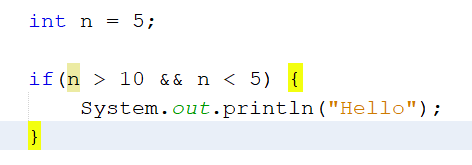 int n = 5;
if(n > 10 && n < 5) {
System.out.println("Hello");
}